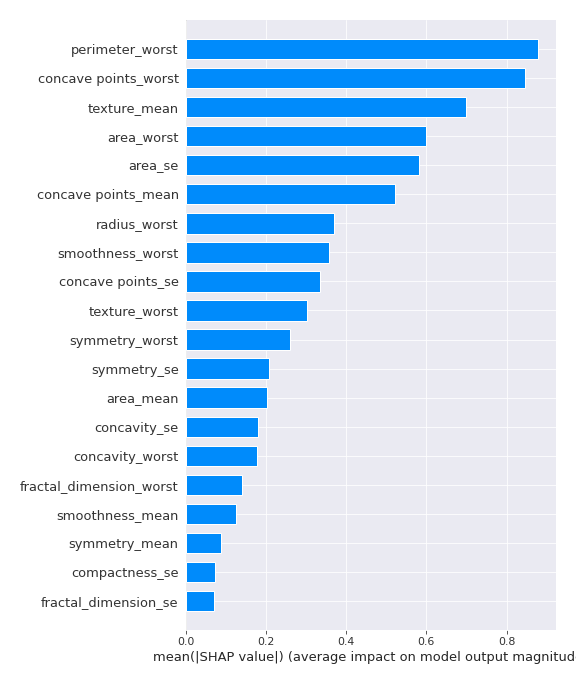 perimeter_worst
concave points_worst
texture_mean
area_worst
area_se
concave points_mean
radius_worst
smoothness_worst
concave points_se
texture_worst
symmetry_worst
symmetry_se
area_mean
concavity_se
concavity_worst
fractal_dimension_worst
smoothness_mean
symmetry_mean
compactness_se
fractal_dimension_se
0.0 0.2 0.4 0.6 0.8
mean(|SHAP value|) (average impact on model output magnitud